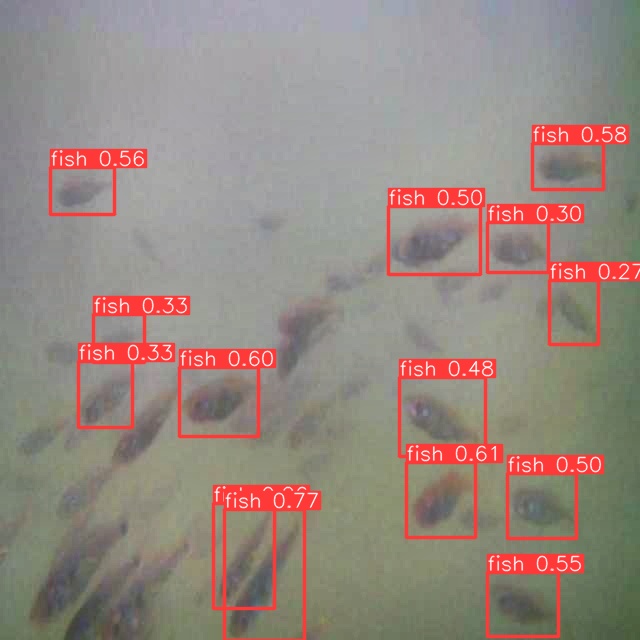 fish 0.58
fish 0.56
fish 0.50
fish 0.30
fish 0.27
fish 0.33
fish 0.33
fish 0.60
fish 0.48
fish 0.61
fish 0.50
fish 0.77
fish 0.55